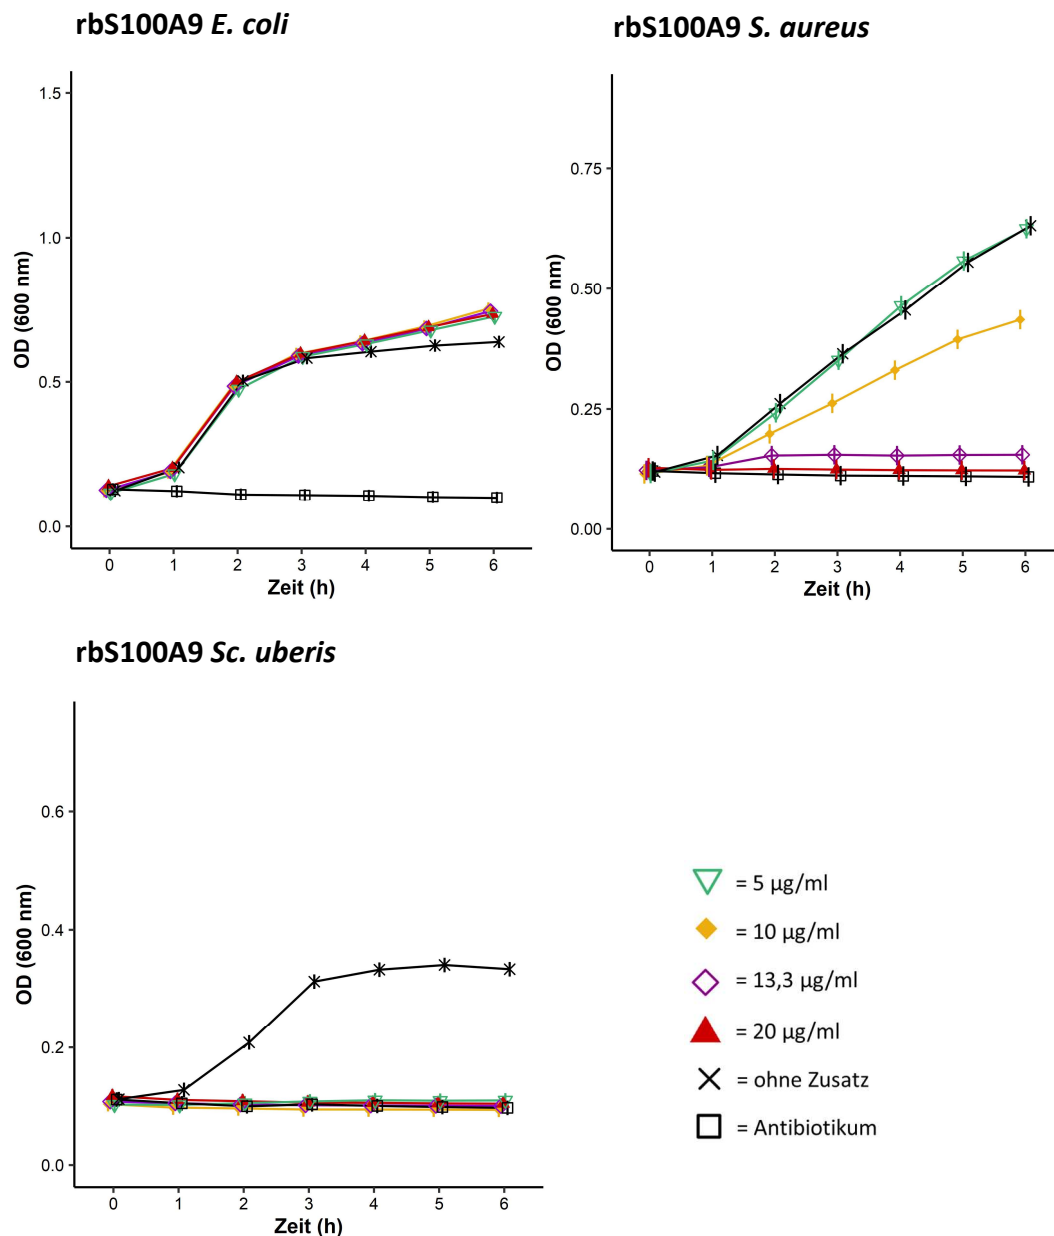 rbS100A9 E. coli
1.5
1.0
0.5
0.0
OD (600 nm)
0 1 2 3 4 5 6
Zeit (h)
rbS100A9 S. aureus
0.75
0.50
0.25
0.00
OD (600 nm)
0 1 2 3 4 5 6
Zeit (h)
rbS100A9 Sc. uberis
0.6
0.4
0.2
0.0
OD (600 nm)
0 1 2 3 4 5 6
Zeit (h)
= 5 µg/ml
= 10 µg/ml
= 13,3 µg/ml
= 20 µg/ml
= ohne Zusatz
= Antibiotikum